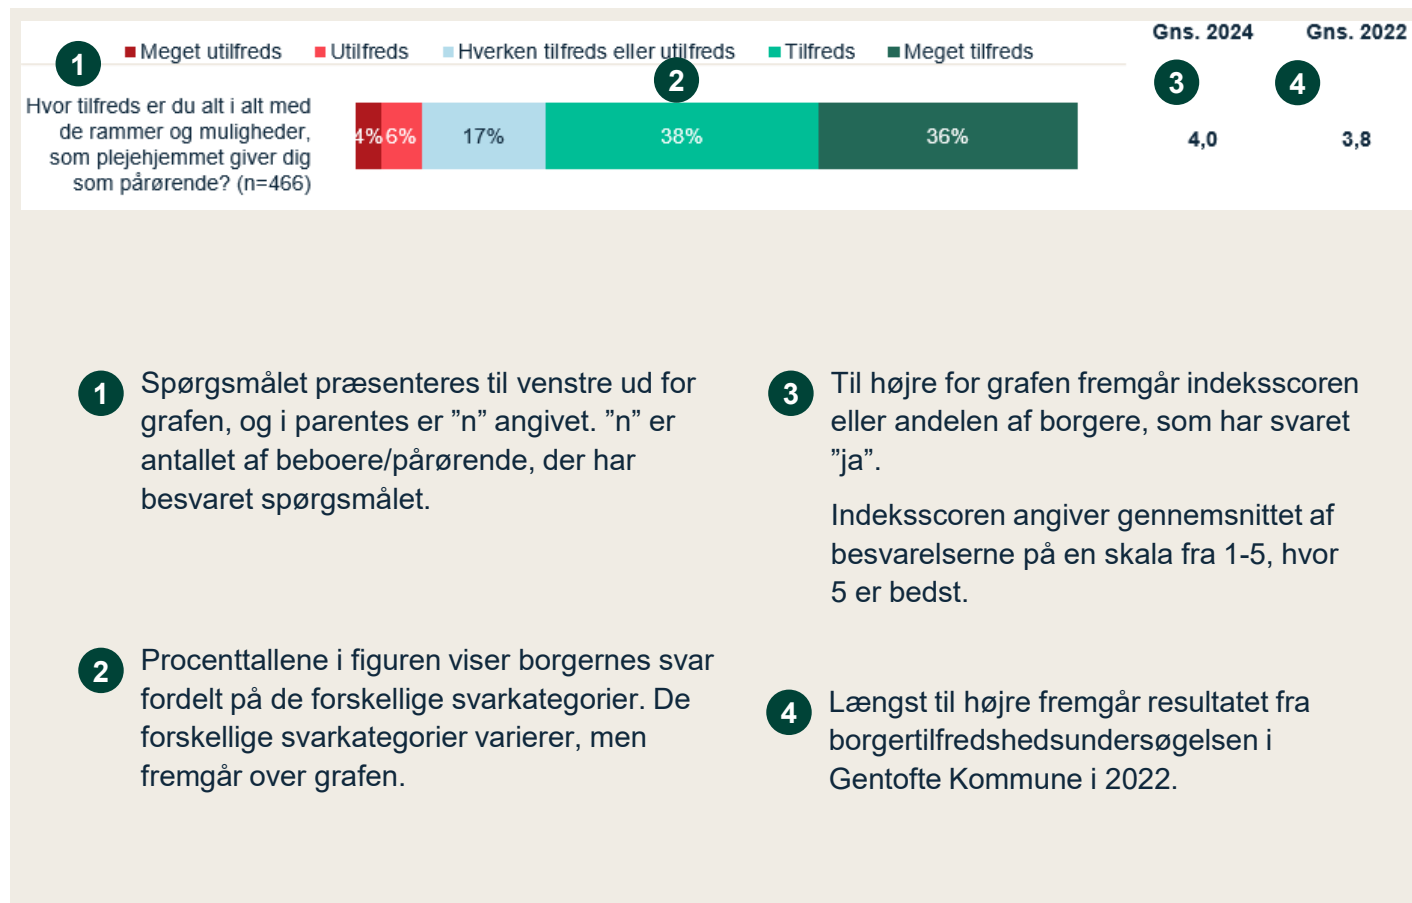 Gns. 2024 Gns. 2022
Meget utilfreds Utilfreds Hverken tilfreds eller utilfreds Tilfreds Meget tilfreds
1
2
3
4
Hvor tilfreds er du alt i alt med
de rammer og muligheder,
som plejehjemmet giver dig
som pårørende? (n=466)
4% 6% 17% 38% 36%
4,0 3,8
1
Spørgsmålet præsenteres til venstre ud for
grafen, og i parentes er ”n” angivet. ”n” er
antallet af beboere/pårørende, der har
besvaret spørgsmålet.
2
Procenttallene i figuren viser borgernes svar
fordelt på de forskellige svarkategorier. De
forskellige svarkategorier varierer, men
fremgår over grafen.
3
Til højre for grafen fremgår indeksscoren
eller andelen af borgere, som har svaret
”ja”.
Indeksscoren angiver gennemsnittet af
besvarelserne på en skala fra 1-5, hvor
5 er bedst.
4
Længst til højre fremgår resultatet fra
borgertilfredshedsundersøgelsen i
Gentofte Kommune i 2022.